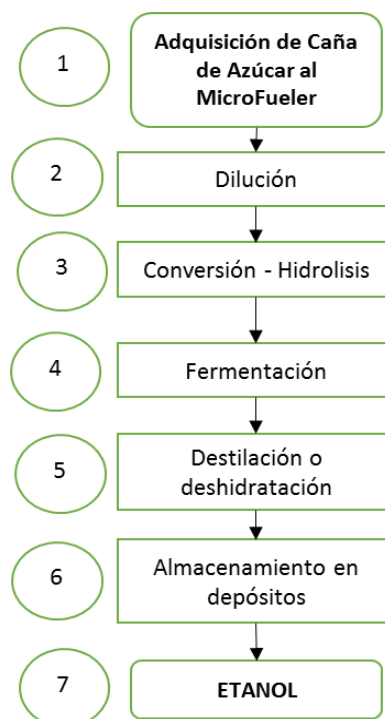 1
Adquisición de Caña
de Azúcar al
MicroFueler
2
Dilución
3
Conversión - Hidrolisis
4
Fermentación
5
Destilación o
deshidratación
6
Almacenamiento en
depósitos
7
ETANOL